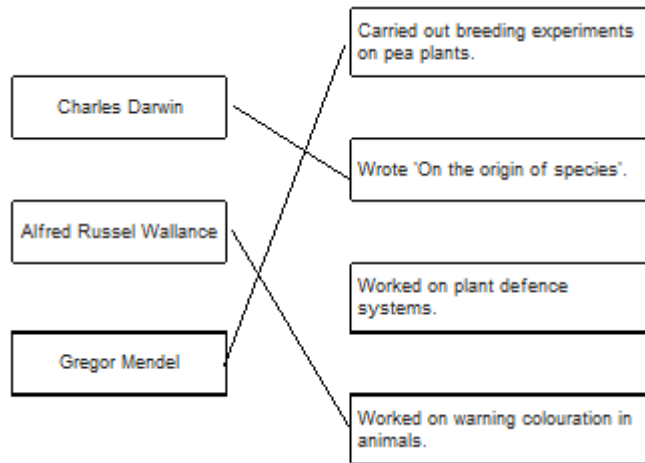 Charles Darwin
Alfred Russel Wallance
Gregor Mendel
Carried out breeding experiments
on pea plants.
Wrote 'On the origin of species'.
Worked on plant defence
systems.
Worked on warning colouration in
animals.